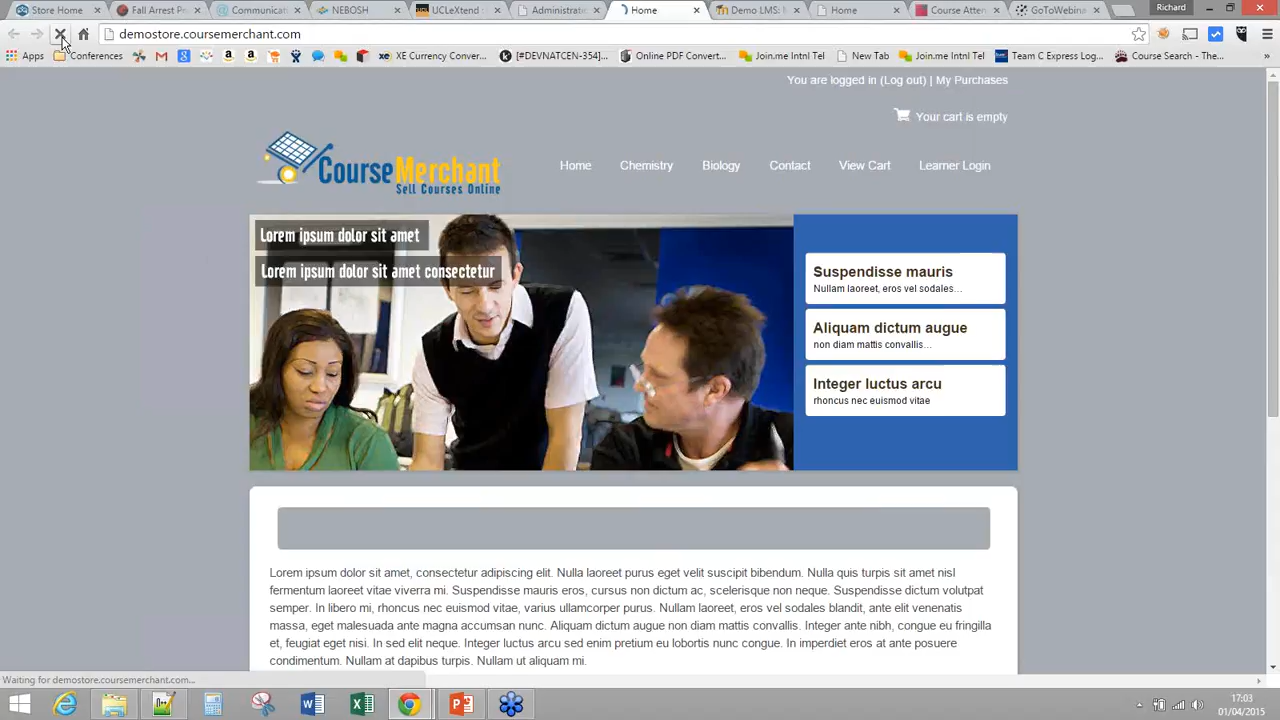 Store Home
Fall Arrest Pr
Communicati
NEBOSH
UCLeXtend S
Administratio
Home
Demo LMS: M
Home
Course Atten
GoToWebina
Richard
demostore.coursemerchant.com
Apps
Conferences
XE Currency Conver...
[#DEVNATCEN-354]...
Online PDF Convert...
Join.me Intnl Tel
New Tab
Join.me Intnl Tel
Team C Express Log...
Course Search - The...
»
You are logged in (Log out) | My Purchases
Your cart is empty
CourseMerchant
Sell Courses Online
Home
Chemistry
Biology
Contact
View Cart
Learner Login
Lorem ipsum dolor sit amet
Lorem ipsum dolor sit amet consectetur
Suspendisse mauris
Nullam laoreet, eros vel sodales…
Aliquam dictum augue
non diam mattis convallis…
Integer luctus arcu
rhoncus nec euismod vitae
Lorem ipsum dolor sit amet, consectetur adipiscing elit. Nulla laoreet purus eget velit suscipit bibendum. Nulla quis turpis sit amet nisl
fermentum laoreet vitae viverra mi. Suspendisse mauris eros, cursus non dictum ac, scelerisque non neque. Suspendisse dictum volutpat
semper. In libero mi, rhoncus nec euismod vitae, varius ullamcorper purus. Nullam laoreet, eros vel sodales blandit, ante elit venenatis
massa, eget malesuada ante magna accumsan nunc. Aliquam dictum augue non diam mattis convallis. Integer ante nibh, congue eu fringilla
et, feugiat eget nisi. In sed elit neque. Integer luctus arcu sed enim pretium eu lobortis nunc congue. In imperdiet eros at ante posuere
condimentum. Nullam at dapibus turpis. Nullam ut aliquam mi.
Waiting for demostore.coursemerchant.com...
17:03
01/04/2015